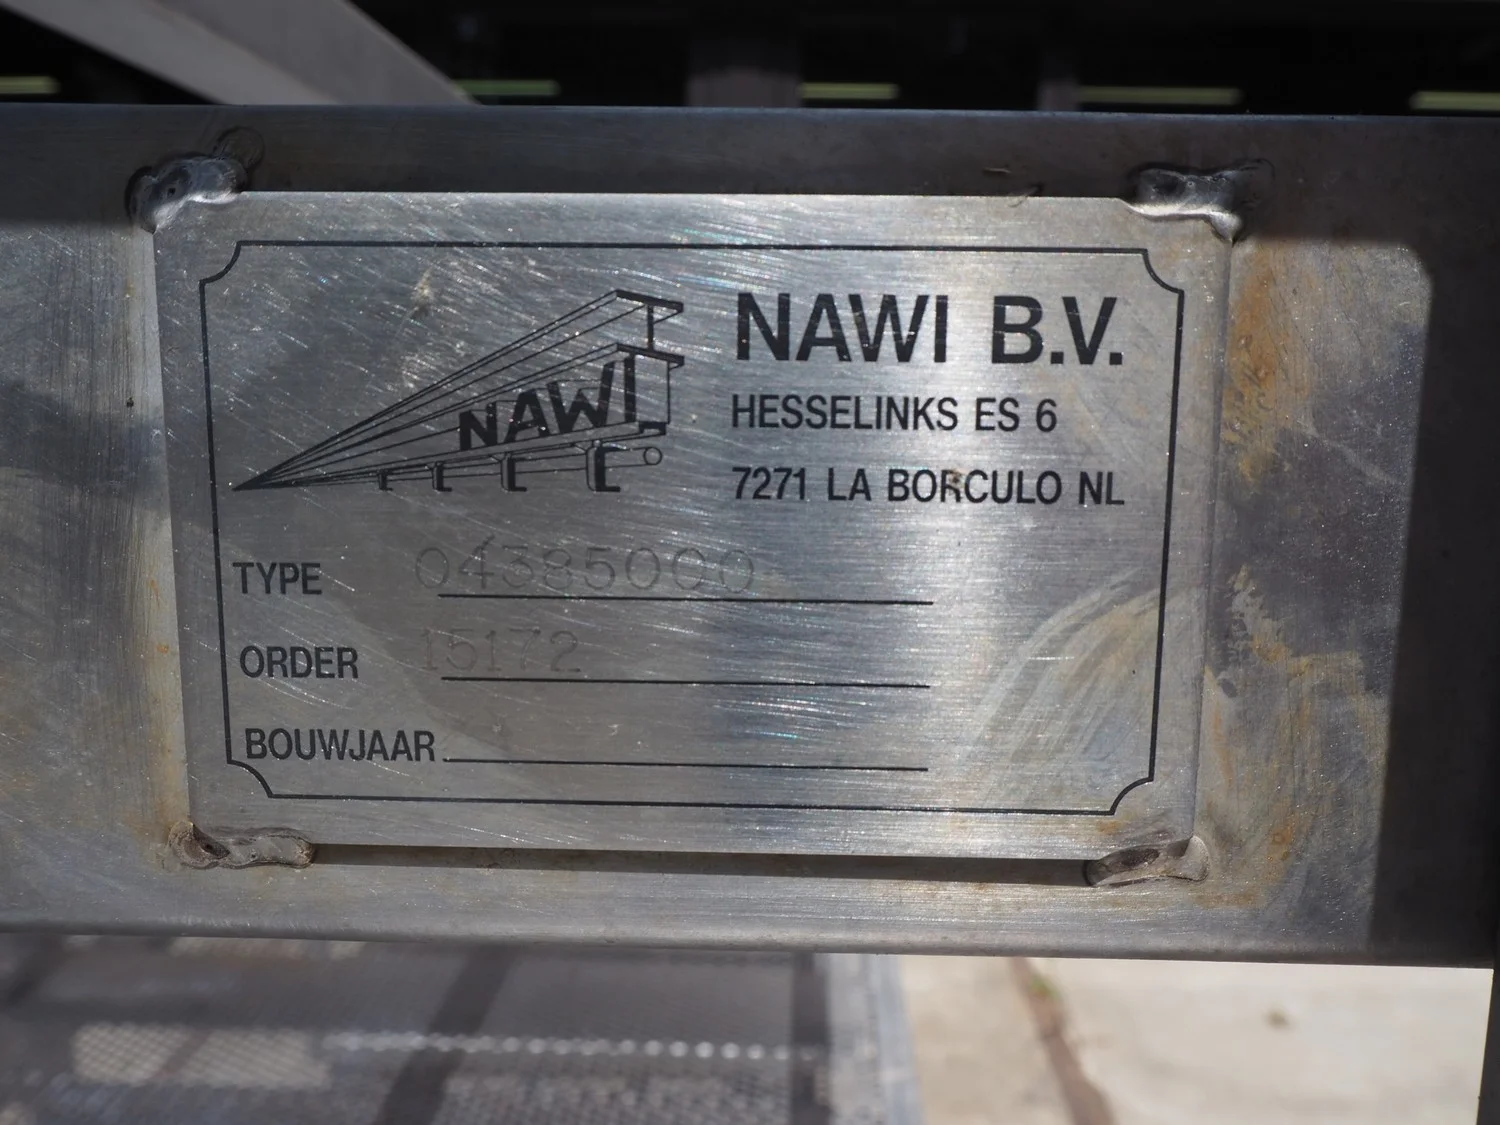 NAWI
NAWI B.V.
HESSELINKS ES 6
7271 LA BORCULO NL
TYPE 04385000
ORDER 15172
BOUWJAAR